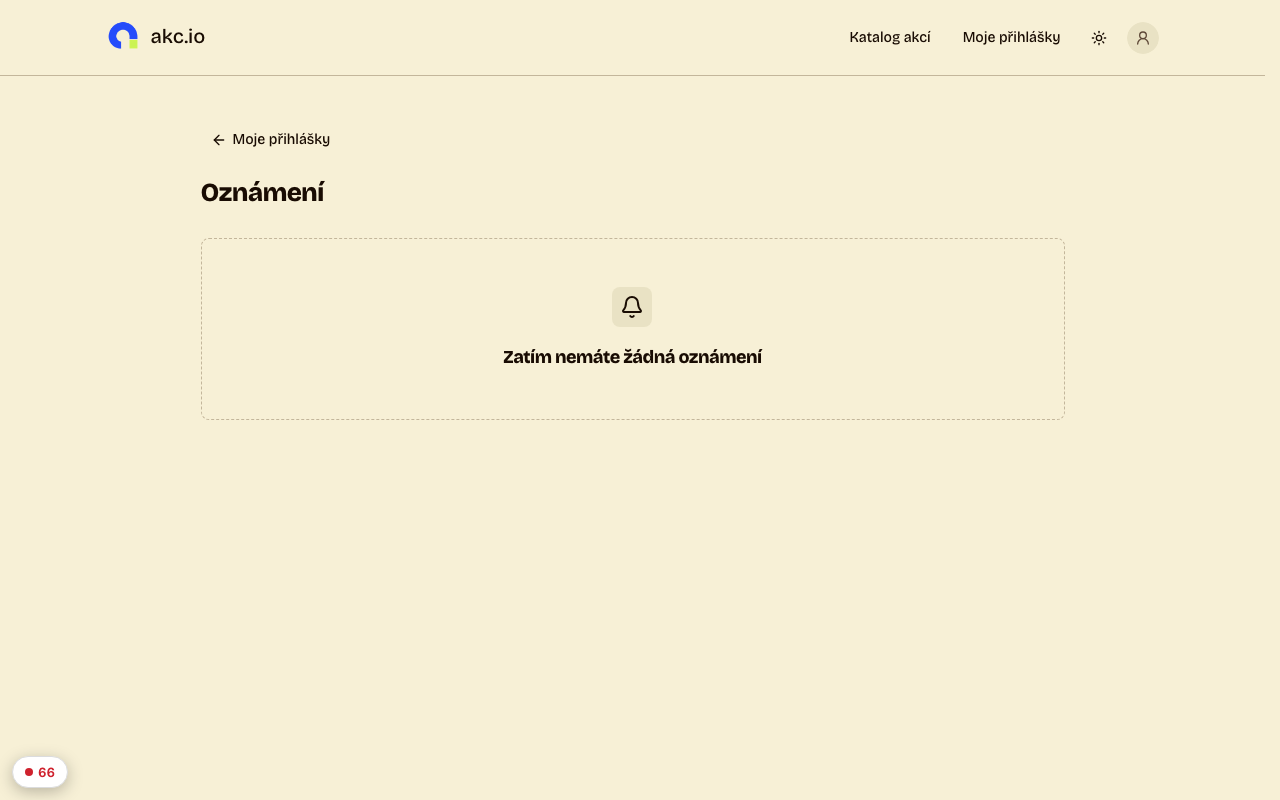 akc.io
Katalog akcí
Moje přihlášky
Moje přihlášky
Oznámení
Zatím nemáte žádná oznámení
66